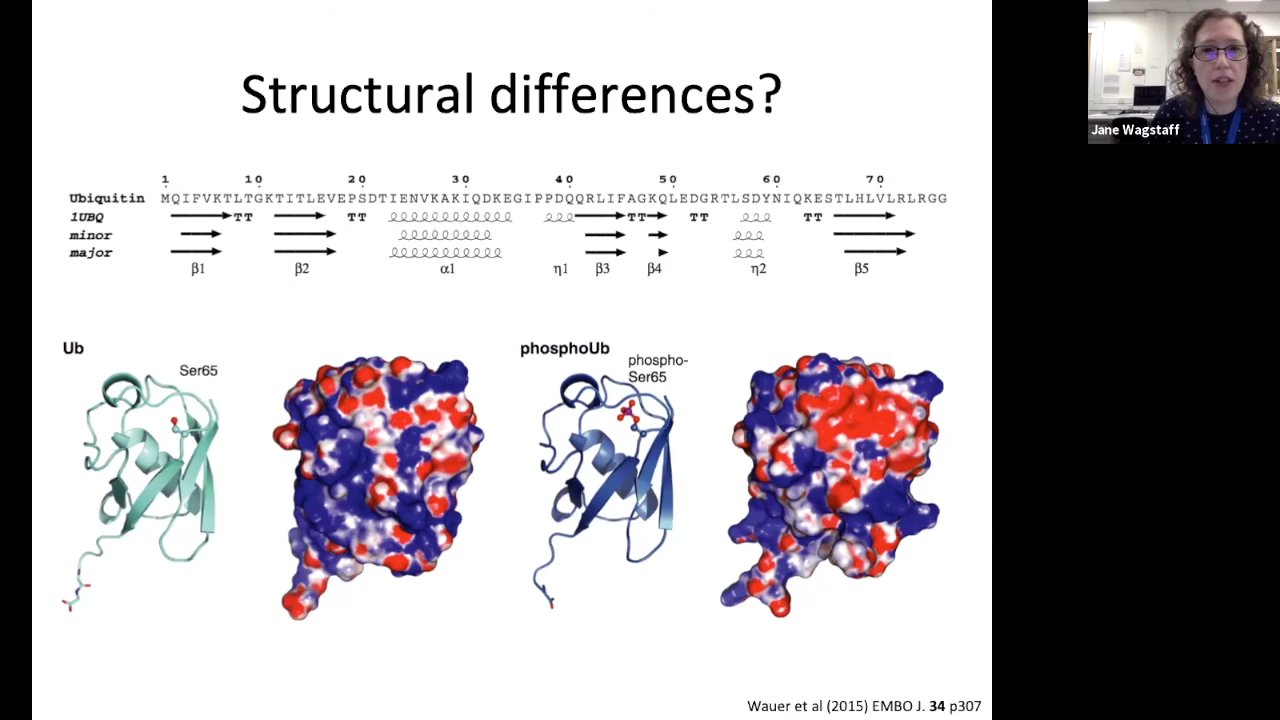 Structural differences?
Jane Wagstaff
1 10 20 30 40 50 60 70
Ubiquitin MQIFVKTLTGKTITLEVEPSDTIENVKAKIQDKEGIPPDQQRLIFAGKQLEDGRTLSDYNIQKESTLHLVLRLRGG
1UBQ TT TT TT TT TT
minor
major
β1 β2 α1 η1 β3 β4 η2 β5
Ub
Ser65
phosphoUb
phospho-
Ser65
Wauer et al (2015) EMBO J. 34 p307